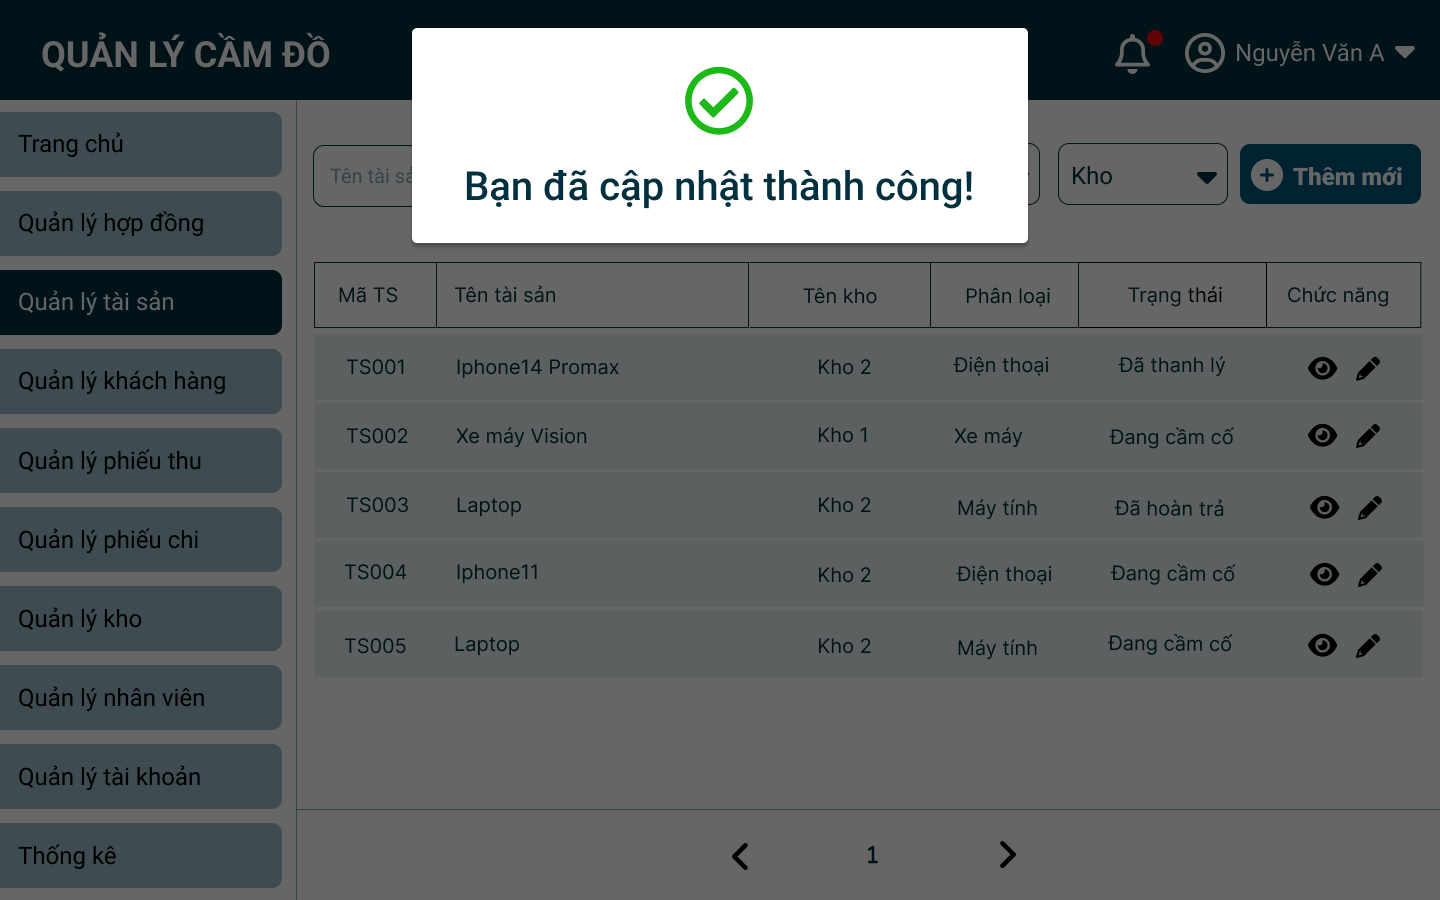 QUẢN LÝ CẦM ĐỒ
Nguyễn Văn A
Bạn đã cập nhật thành công!
Trang chủ
Quản lý hợp đồng
Quản lý tài sản
Quản lý khách hàng
Quản lý phiếu thu
Quản lý phiếu chi
Quản lý kho
Quản lý nhân viên
Quản lý tài khoản
Thống kê
Tên tài
Kho
Thêm mới
Mã TS Tên tài sản Tên kho Phân loại Trạng thái Chức năng
TS001 Iphone14 Promax Kho 2 Điện thoại Đã thanh lý
TS002 Xe máy Vision Kho 1 Xe máy Đang cầm cố
TS003 Laptop Kho 2 Máy tính Đã hoàn trả
TS004 Iphone11 Kho 2 Điện thoại Đang cầm cố
TS005 Laptop Kho 2 Máy tính Đang cầm cố
1